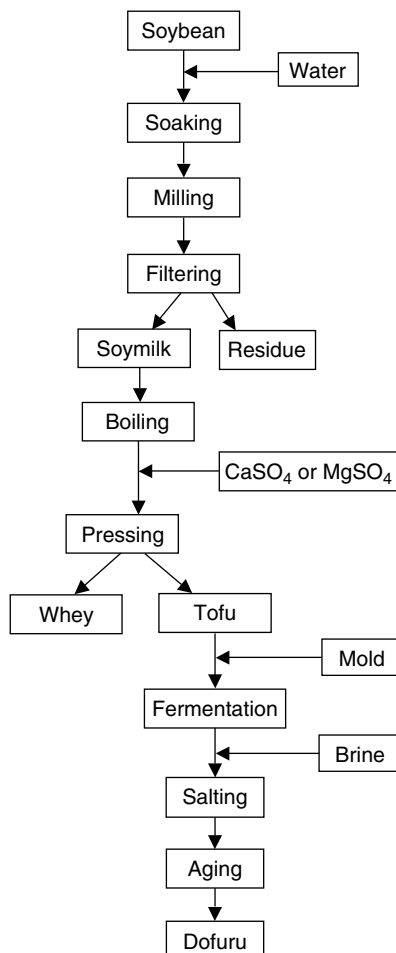 Soybean
Water
Soaking
Milling
Filtering
Soymilk
Residue
Boiling
CaSO₄ or MgSO₄
Pressing
Whey
Tofu
Mold
Fermentation
Brine
Salting
Aging
Dofuru